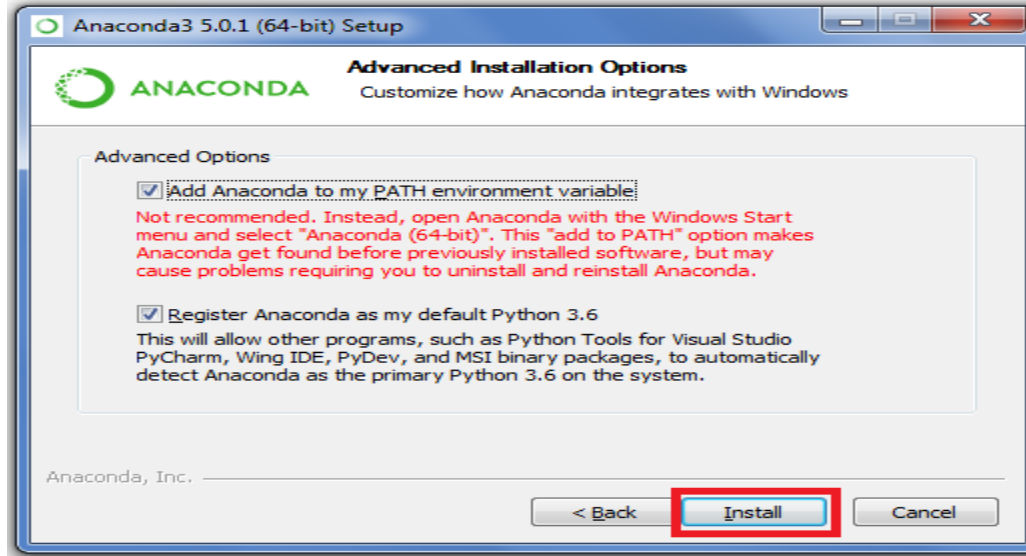 Anaconda3 5.0.1 (64-bit) Setup
ANACONDA
Advanced Installation Options
Customize how Anaconda integrates with Windows
Advanced Options
Add Anaconda to my PATH environment variable
Not recommended. Instead, open Anaconda with the Windows Start
menu and select "Anaconda (64-bit)". This "add to PATH" option makes
Anaconda get found before previously installed software, but may
cause problems requiring you to uninstall and reinstall Anaconda.
Register Anaconda as my default Python 3.6
This will allow other programs, such as Python Tools for Visual Studio
PyCharm, Wing IDE, PyDev, and MSI binary packages, to automatically
detect Anaconda as the primary Python 3.6 on the system.
Anaconda, Inc.
< Back Install Cancel